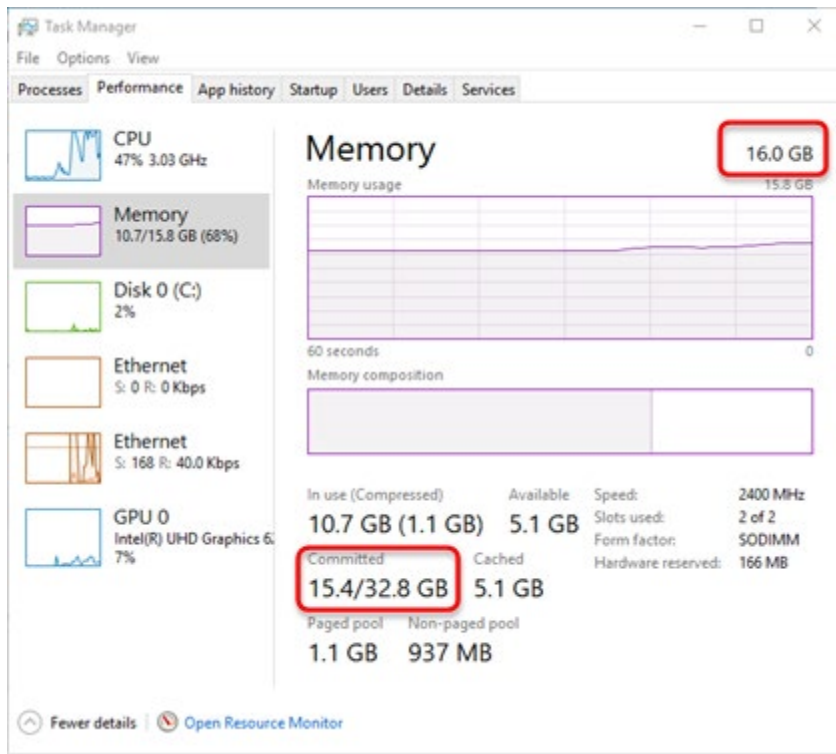 Task Manager
File Options View
Processes Performance App history Startup Users Details Services
CPU
47% 3.03 GHz
Memory
10.7/15.8 GB (68%)
Disk 0 (C:)
2%
Ethernet
S: 0 R: 0 Kbps
Ethernet
S: 168 R: 40.0 Kbps
GPU 0
Intel(R) UHD Graphics 6
7%
Memory 16.0 GB
Memory usage 15.8 GB
60 seconds 0
Memory composition
In use (Compressed) Available
10.7 GB (1.1 GB) 5.1 GB
Committed Cached
15.4/32.8 GB 5.1 GB
Paged pool Non-paged pool
1.1 GB 937 MB
Speed: 2400 MHz
Slots used: 2 of 2
Form factor: SODIMM
Hardware reserved: 166 MB
Fewer details Open Resource Monitor